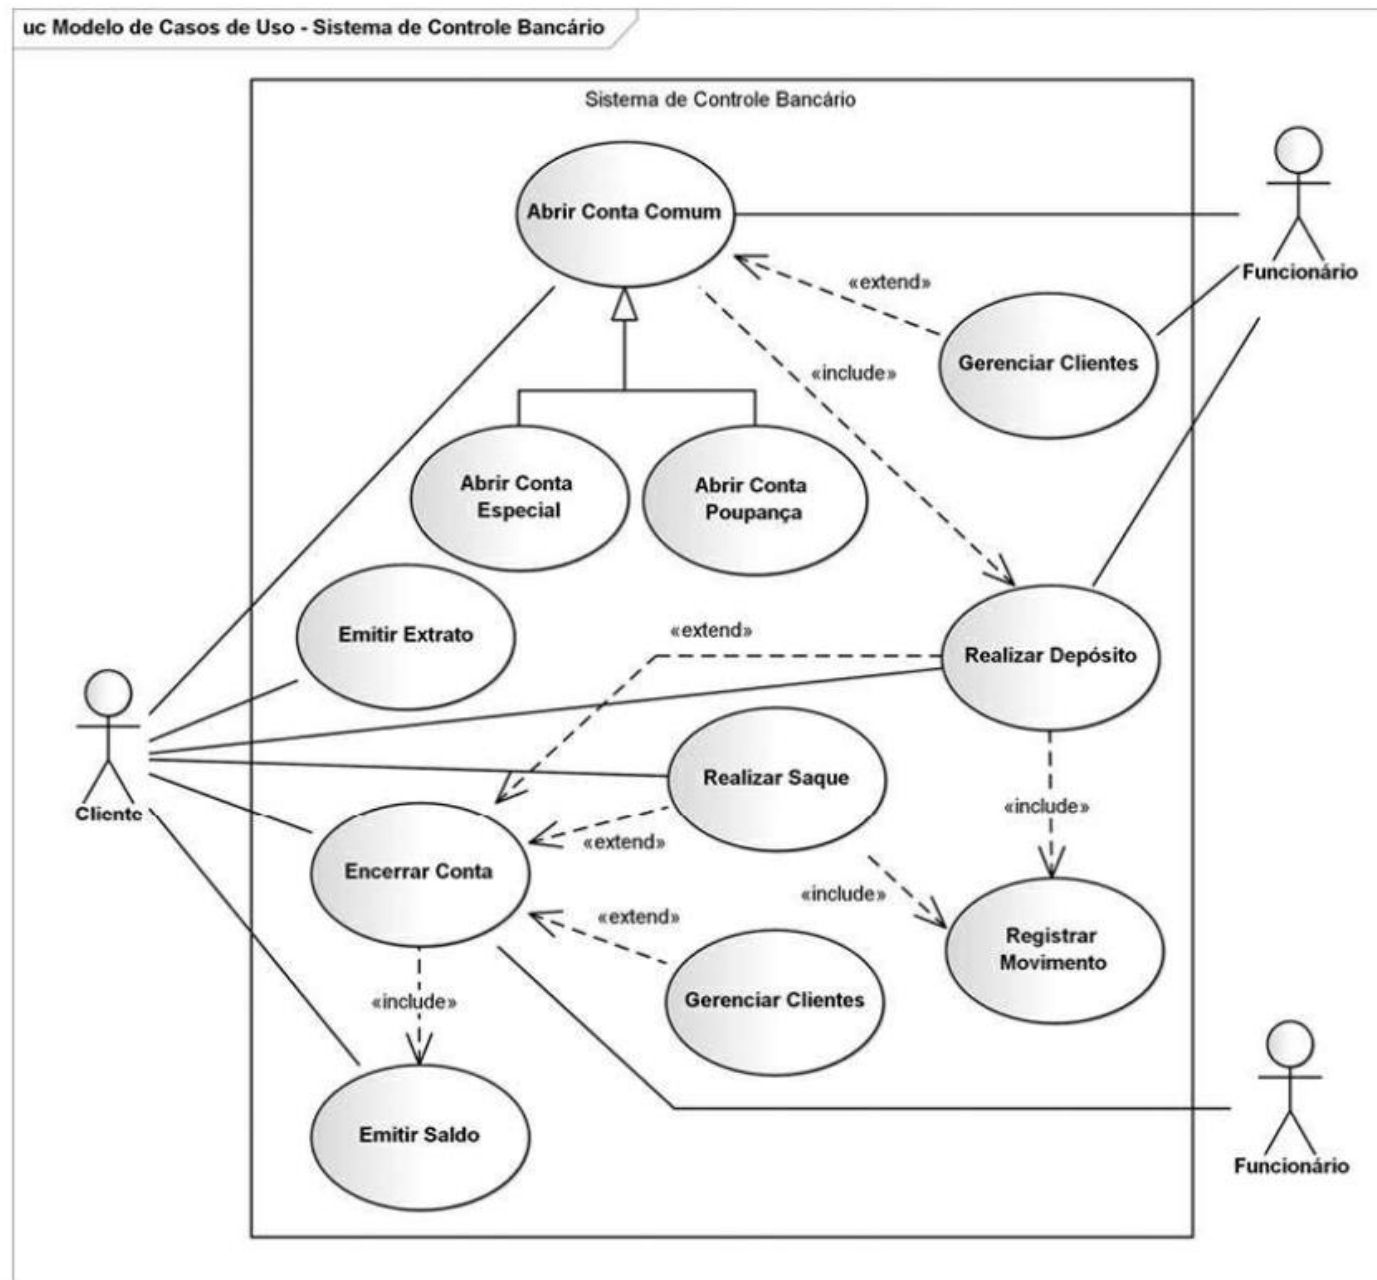 uc Modelo de Casos de Uso - Sistema de Controle Bancário
Sistema de Controle Bancário
Abrir Conta Comum
Funcionário
«extend»
Gerenciar Clientes
«include»
Abrir Conta
Especial
Abrir Conta
Poupança
Emitir Extrato
«extend»
Realizar Depósito
Realizar Saque
Cliente
«include»
«extend»
Encerrar Conta
«include»
«extend»
Registrar
Movimento
Gerenciar Clientes
«include»
Emitir Saldo
Funcionário